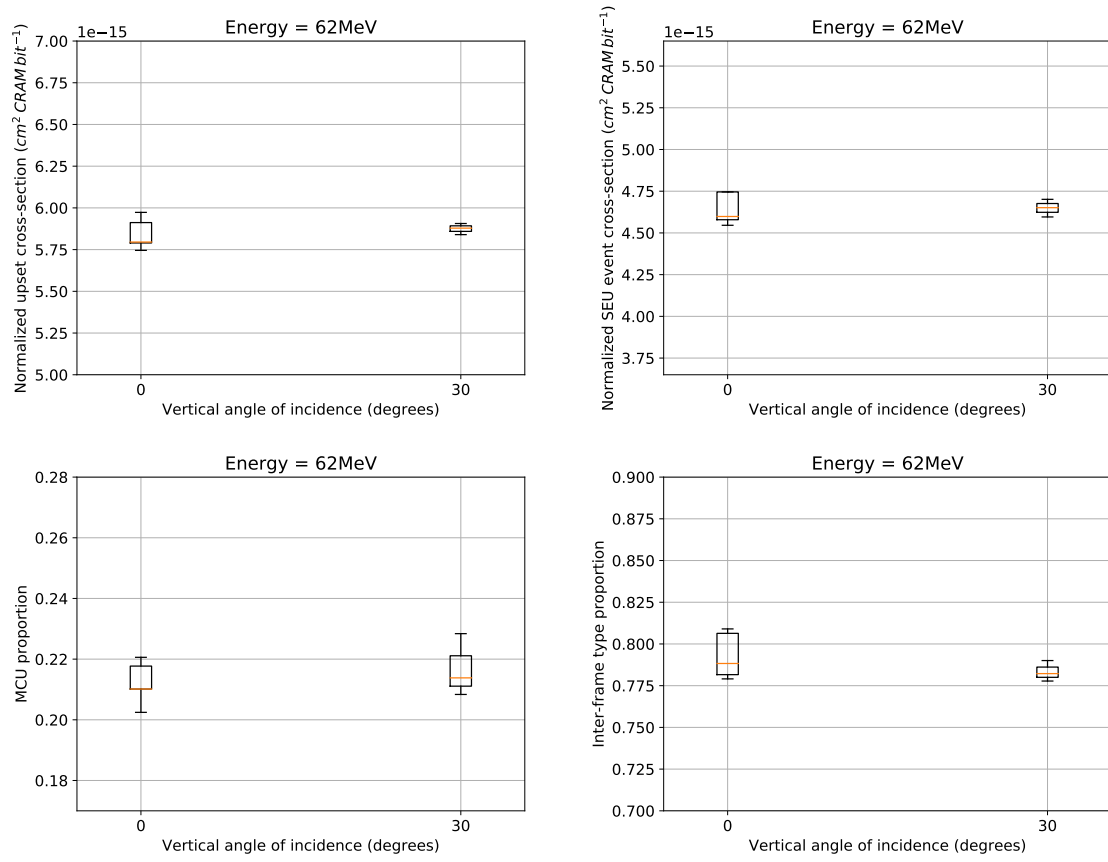 Energy = 62MeV
1e−15
Normalized upset cross-section (cm² CRAM bit⁻¹)
7.00
6.75
6.50
6.25
6.00
5.75
5.50
5.25
5.00
0
30
Vertical angle of incidence (degrees)
Energy = 62MeV
1e−15
Normalized SEU event cross-section (cm² CRAM bit⁻¹)
5.50
5.25
5.00
4.75
4.50
4.25
4.00
3.75
0
30
Vertical angle of incidence (degrees)
Energy = 62MeV
MCU proportion
0.28
0.26
0.24
0.22
0.20
0.18
0
30
Vertical angle of incidence (degrees)
Energy = 62MeV
Inter-frame type proportion
0.900
0.875
0.850
0.825
0.800
0.775
0.750
0.725
0.700
0
30
Vertical angle of incidence (degrees)